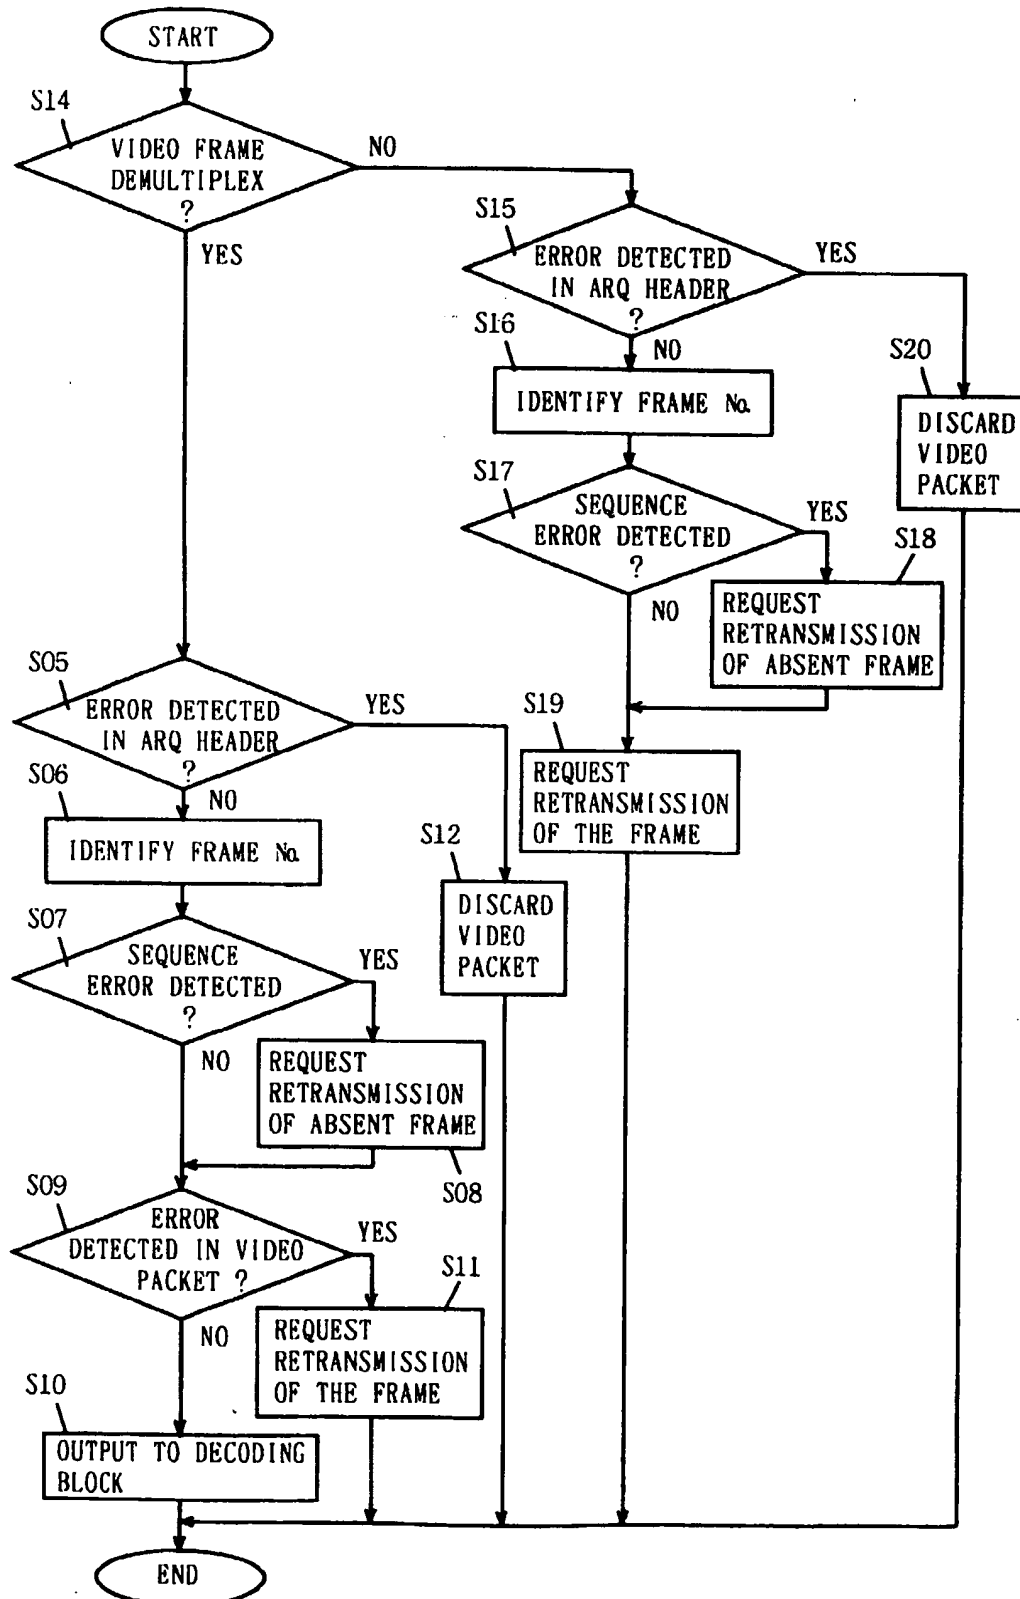 START
S14
VIDEO FRAME
DEMULTIPLEX
?
NO
YES
S15
ERROR DETECTED
IN ARQ HEADER
?
YES
NO
S16
IDENTIFY FRAME No.
S20
DISCARD
VIDEO
PACKET
S17
SEQUENCE
ERROR DETECTED
?
YES
NO
S18
REQUEST
RETRANSMISSION
OF ABSENT FRAME
S19
REQUEST
RETRANSMISSION
OF THE FRAME
S05
ERROR DETECTED
IN ARQ HEADER
?
YES
NO
S06
IDENTIFY FRAME No.
S12
DISCARD
VIDEO
PACKET
S07
SEQUENCE
ERROR DETECTED
?
YES
NO
REQUEST
RETRANSMISSION
OF ABSENT FRAME
S08
S09
ERROR
DETECTED IN VIDEO
PACKET ?
YES
NO
S11
REQUEST
RETRANSMISSION
OF THE FRAME
S10
OUTPUT TO DECODING
BLOCK
END